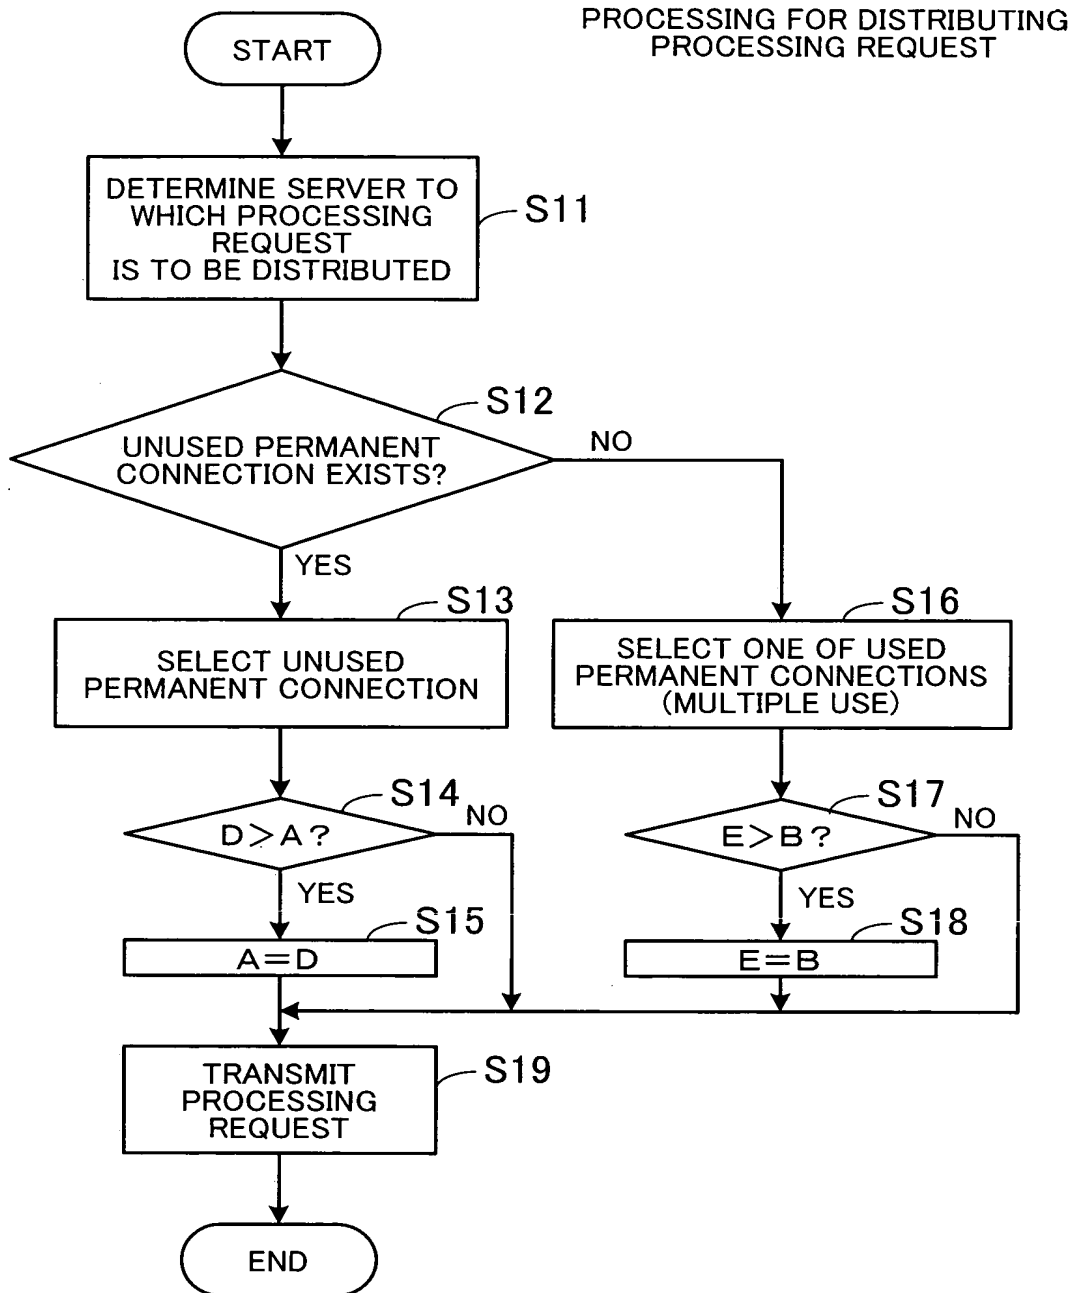 PROCESSING FOR DISTRIBUTING
PROCESSING REQUEST
START
DETERMINE SERVER TO
WHICH PROCESSING
REQUEST
IS TO BE DISTRIBUTED
S11
UNUSED PERMANENT
CONNECTION EXISTS?
S12
NO
YES
SELECT UNUSED
PERMANENT CONNECTION
S13
SELECT ONE OF USED
PERMANENT CONNECTIONS
(MULTIPLE USE)
S16
D>A?
S14
NO
YES
E>B?
S17
NO
YES
A=D
S15
E=B
S18
TRANSMIT
PROCESSING
REQUEST
S19
END